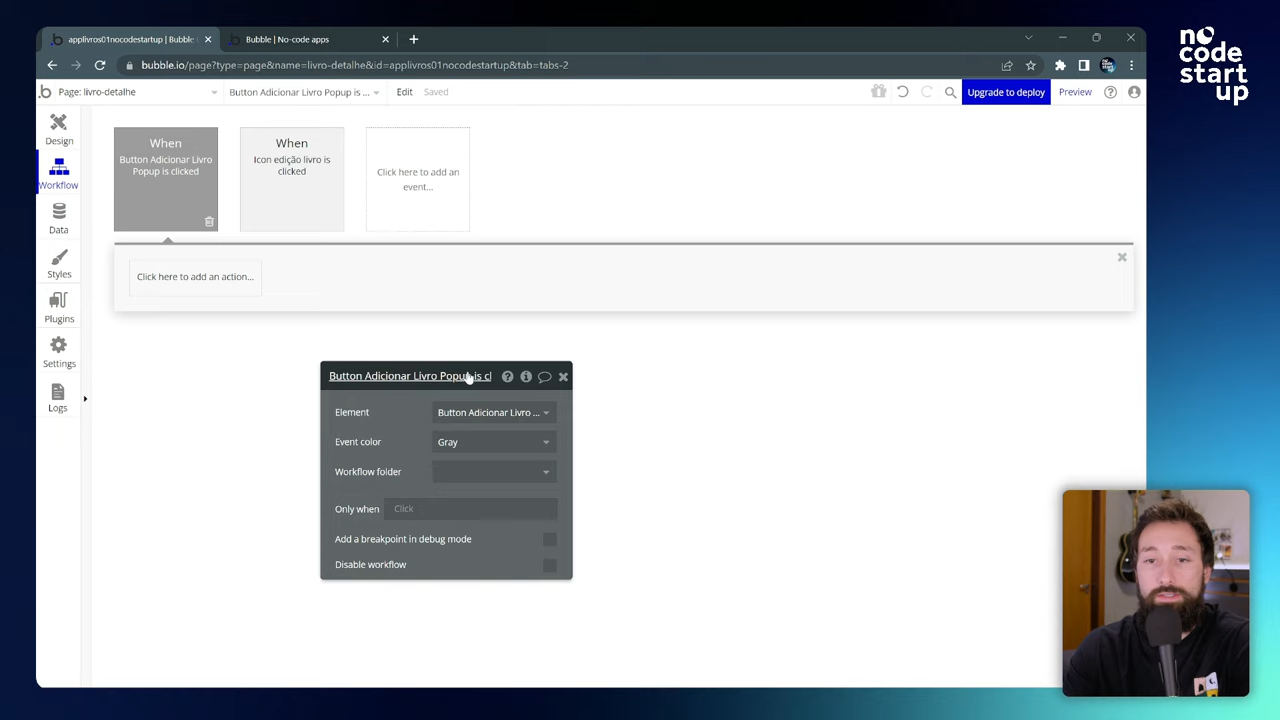 applivros01nocodestartup | Bubble
Bubble | No-code apps
bubble.io/page?type=page&name=livro-detalhe&id=applivros01nocodestartup&tab=tabs-2
Page: livro-detalhe
Button Adicionar Livro Popup is ...
Edit
Saved
Upgrade to deploy
Preview
Design
Workflow
Data
Styles
Plugins
Settings
Logs
When
Button Adicionar Livro
Popup is clicked
When
Icon edição livro is
clicked
Click here to add an
event...
Click here to add an action...
Button Adicionar Livro Popup is cl
Element
Button Adicionar Livro ...
Event color
Gray
Workflow folder
Only when
Click
Add a breakpoint in debug mode
Disable workflow
no
code
start
up